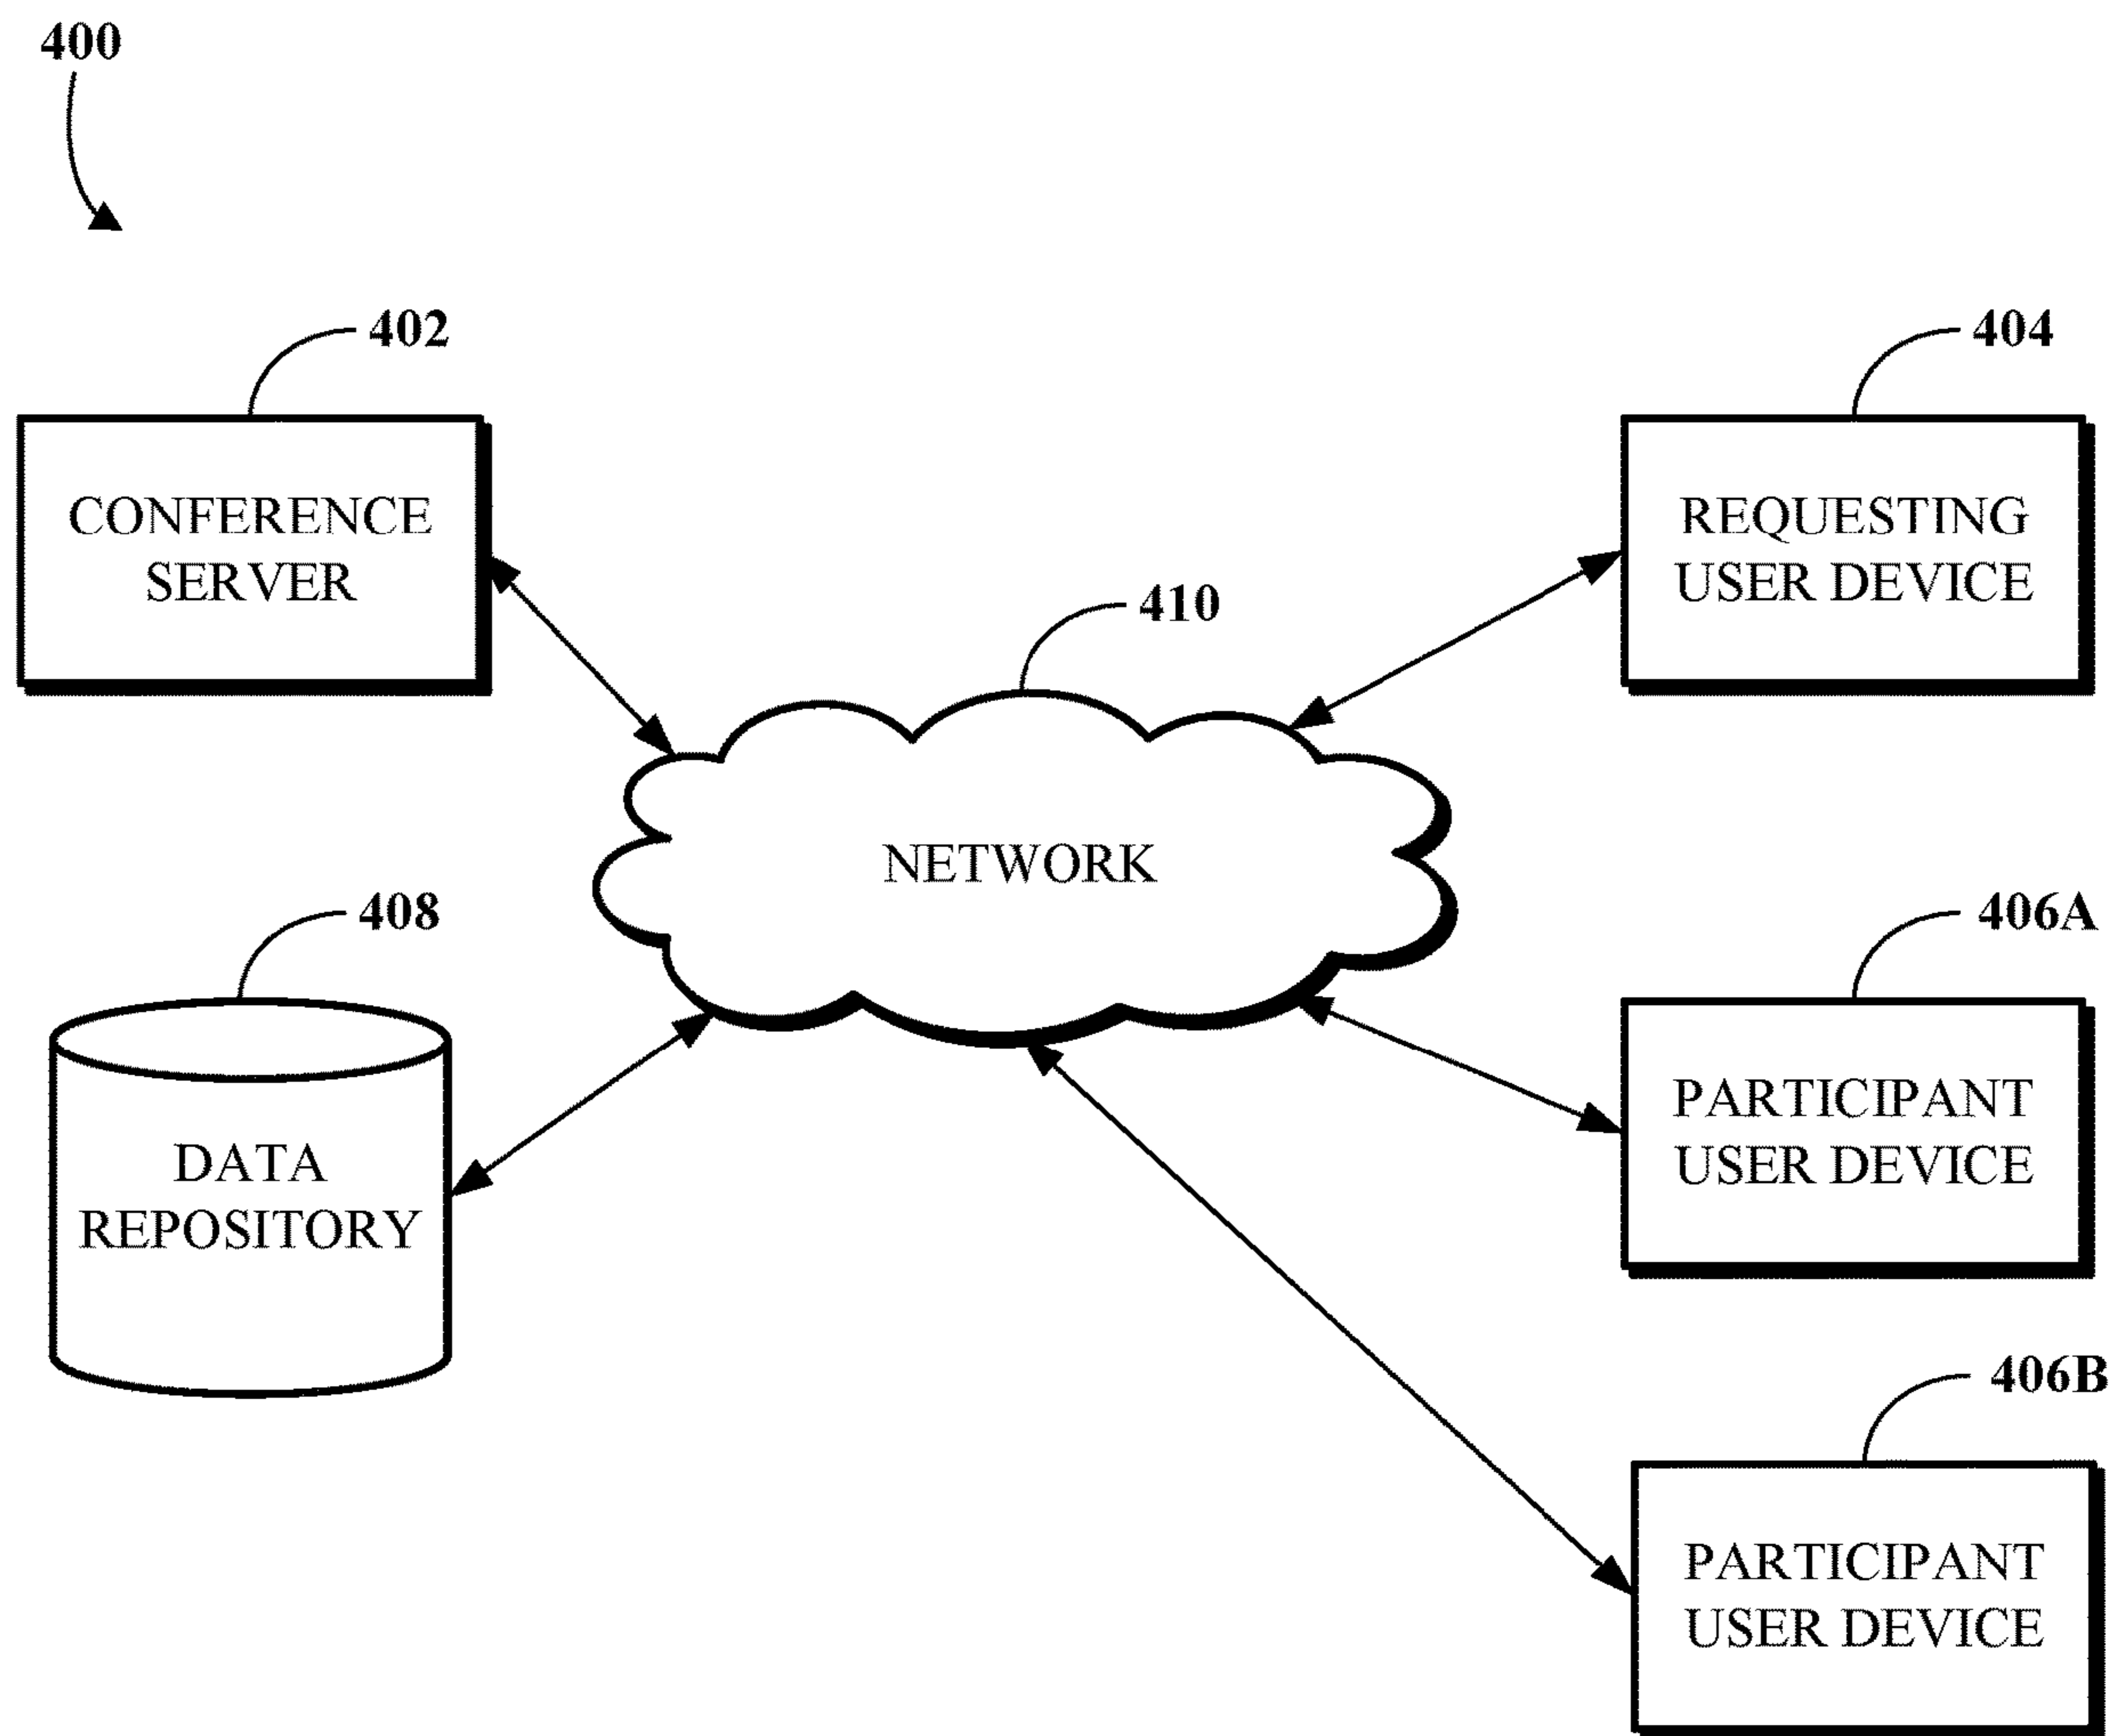 400
402
CONFERENCE
SERVER
404
REQUESTING
USER DEVICE
410
NETWORK
408
DATA
REPOSITORY
406A
PARTICIPANT
USER DEVICE
406B
PARTICIPANT
USER DEVICE